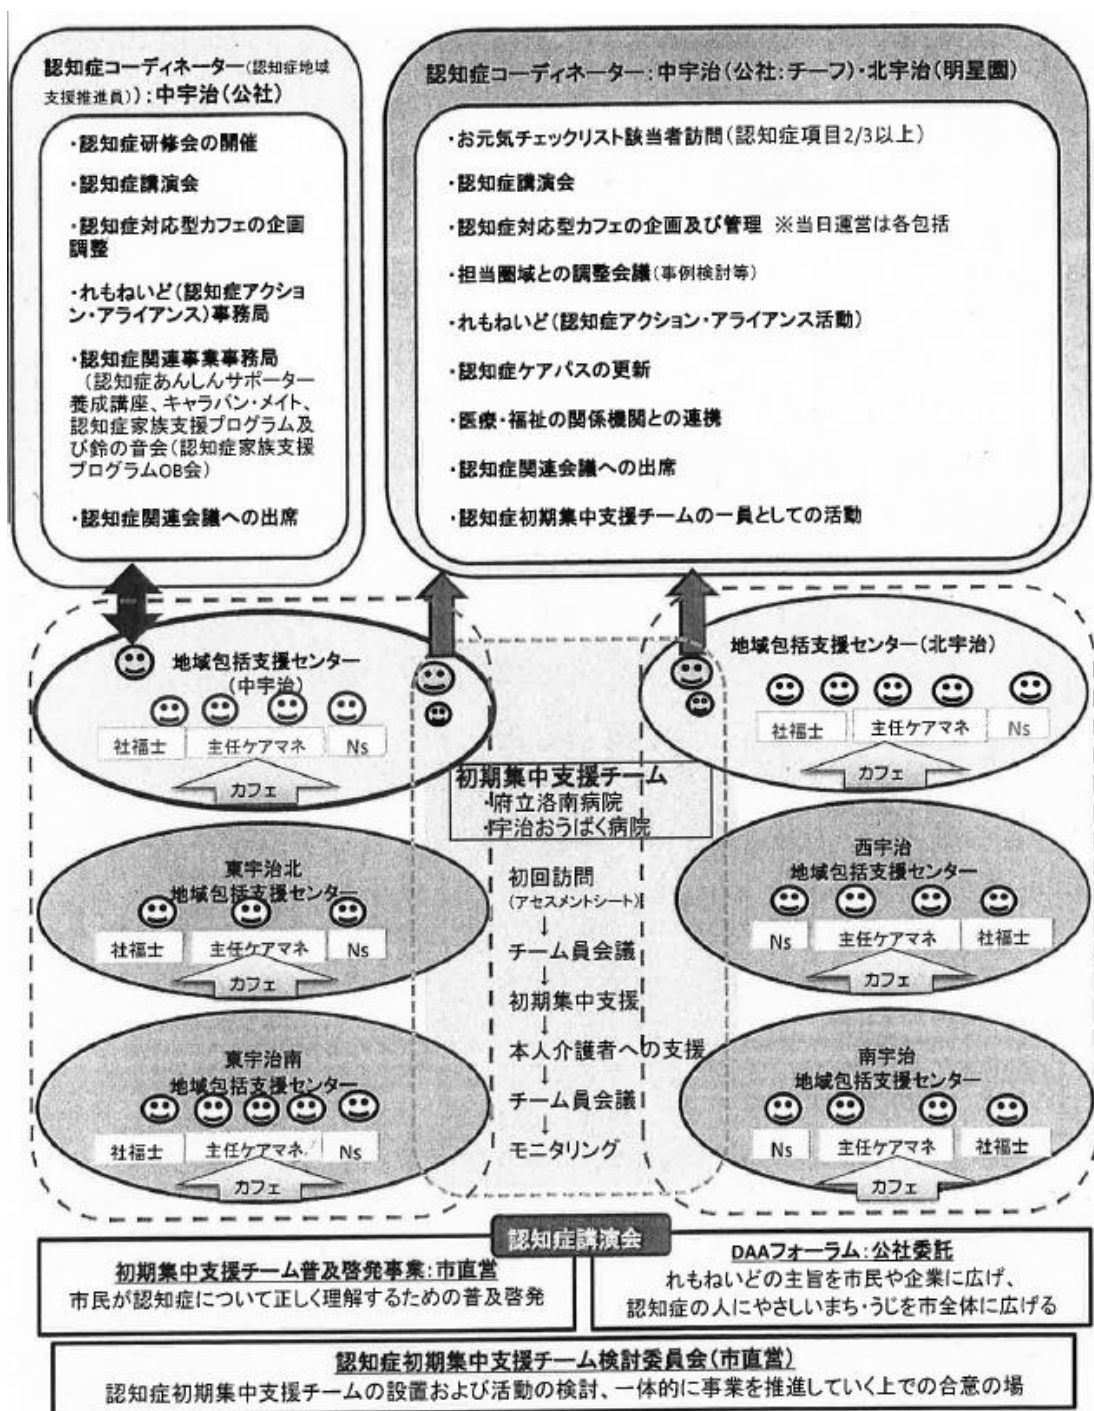 認知症コーディネーター(認知症地域
支援推進員)):中宇治(公社)
・認知症研修会の開催
・認知症講演会
・認知症対応型カフェの企画
調整
・れもねいど(認知症アクショ
ン・アライアンス)事務局
・認知症関連事業事務局
(認知症あんしんサポーター
養成講座、キャラバン・メイト、
認知症家族支援プログラム及
び鈴の音会(認知症家族支援
プログラムOB会)
・認知症関連会議への出席
認知症コーディネーター:中宇治(公社:チーフ)・北宇治(明星園)
・お元気チェックリスト該当者訪問(認知症項目2/3以上)
・認知症講演会
・認知症対応型カフェの企画及び管理 ※当日運営は各包括
・担当圏域との調整会議(事例検討等)
・れもねいど(認知症アクション・アライアンス活動)
・認知症ケアパスの更新
・医療・福祉の関係機関との連携
・認知症関連会議への出席
・認知症初期集中支援チームの一員としての活動
地域包括支援センター
(中宇治)
社福士 主任ケアマネ Ns
カフェ
東宇治北
地域包括支援センター
社福士 主任ケアマネ Ns
カフェ
東宇治南
地域包括支援センター
社福士 主任ケアマネ Ns
カフェ
初期集中支援チーム
・府立洛南病院
・宇治おうばく病院
初回訪問
(アセスメントシート)
↓
チーム員会議
↓
初期集中支援
↓
本人介護者への支援
↓
チーム員会議
↓
モニタリング
地域包括支援センター(北宇治)
社福士 主任ケアマネ Ns
カフェ
西宇治
地域包括支援センター
Ns 主任ケアマネ 社福士
カフェ
南宇治
地域包括支援センター
Ns 主任ケアマネ 社福士
カフェ
認知症講演会
初期集中支援チーム普及啓発事業:市直営
市民が認知症について正しく理解するための普及啓発
DAAフォーラム:公社委託
れもねいどの主旨を市民や企業に広げ、
認知症の人にやさしいまち・うじを市全体に広げる
認知症初期集中支援チーム検討委員会(市直営)
認知症初期集中支援チームの設置および活動の検討、一体的に事業を推進していく上での合意の場